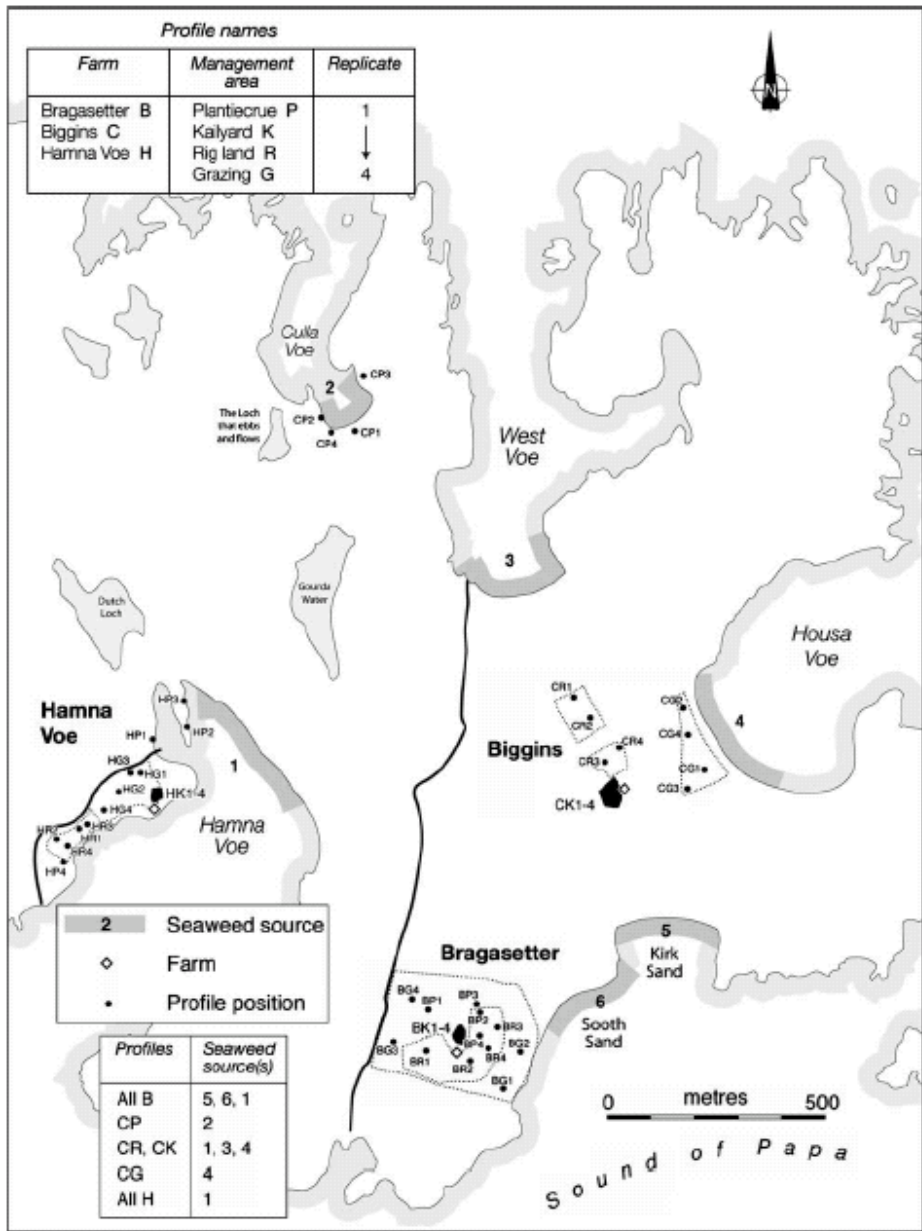 Profile names
Farm Management area Replicate
Bragasetter B Plantiecrue P 1
Biggins C Kailyard K
Hamna Voe H Rig land R
Grazing G 4
N
Culla Voe
2
CP3
The Loch that ebbs and flows
CP2
CP4
CP1
West Voe
3
Dutch Loch
Gourda Water
Housa Voe
4
Hamna Voe
HP3
HP2
HP1
1
HG3
HG1
HG2
HK1-4
HG4
HR3
HR1
HR4
HP4
Hamna Voe
CR1
CR2
Biggins
CR4
CR3
CK1-4
CG2
CG4
CG1
CG3
2 Seaweed source
Farm
Profile position
Bragasetter
5
Kirk Sand
6
Sooth Sand
BG4
BP1
BP3
BP2
BR3
BK1-4
BP4
BG3
BR1
BR4
BG2
BR2
BG1
Profiles Seaweed source(s)
All B 5, 6, 1
CP 2
CR, CK 1, 3, 4
CG 4
All H 1
0 metres 500
Sound of Papa